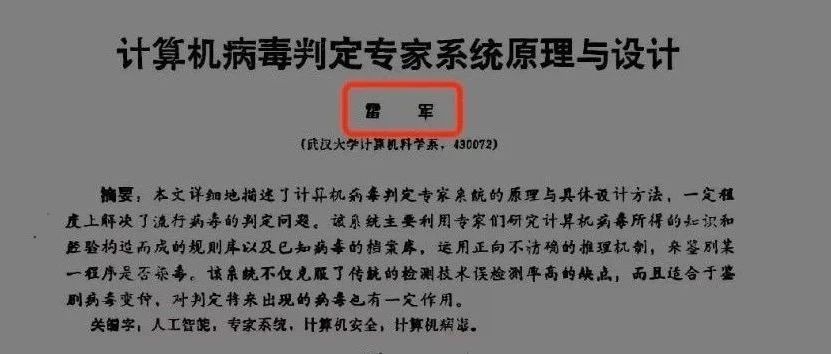 计算机病毒判定专家系统原理与设计
雷 军
(武汉大学计算机科学系,430072)
摘要:本文详细地描述了计算机病毒判定专家系统的原理与具体设计方法,一定程
度上解决了流行病毒的判定问题。该系统主要利用专家们研究计算机病毒所得的知识和
经验构造而成的规则库以及已知病毒的档案库,运用正向不精确的推理机制,来鉴别某
一程序是否染毒。该系统不仅克服了传统的检测技术误检测率高的缺点,而且适合于鉴
别病毒变种,对判定将来出现的病毒也有一定作用。
关键字:人工智能,专家系统,计算机安全,计算机病毒。